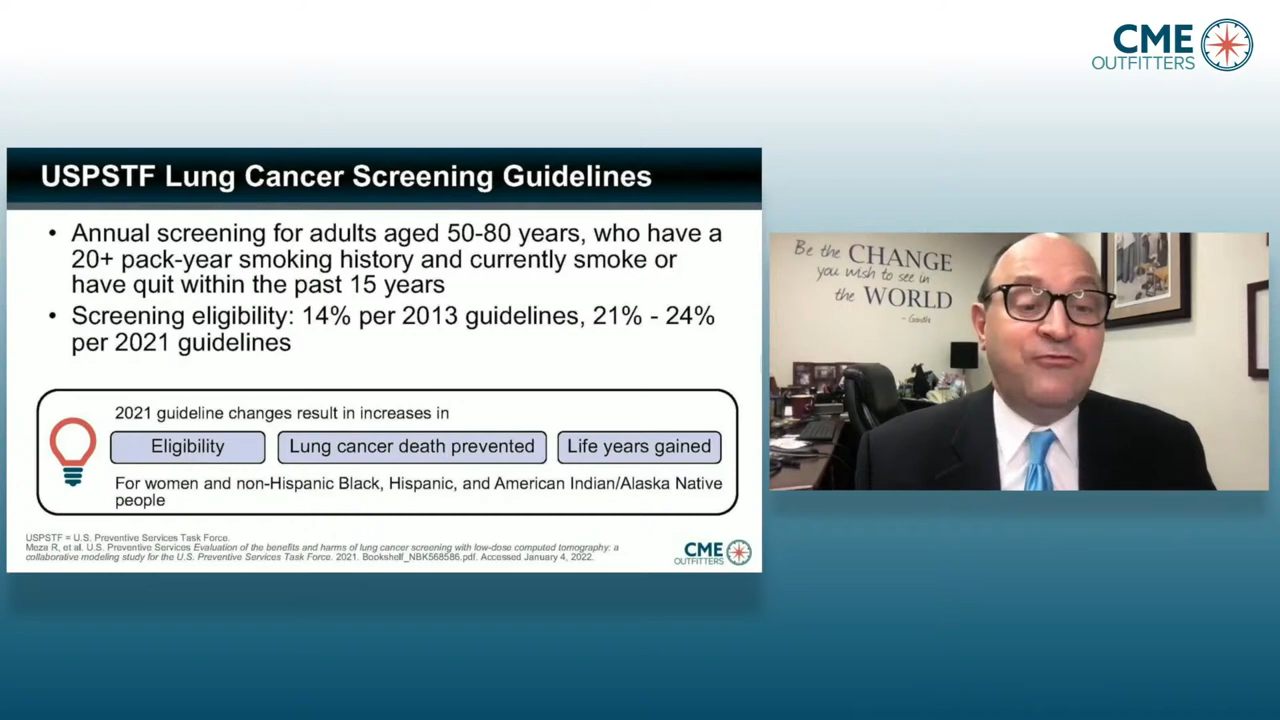 CME
OUTFITTERS
USPSTF Lung Cancer Screening Guidelines
• Annual screening for adults aged 50-80 years, who have a
20+ pack-year smoking history and currently smoke or
have quit within the past 15 years
• Screening eligibility: 14% per 2013 guidelines, 21% - 24%
per 2021 guidelines
2021 guideline changes result in increases in
Eligibility
Lung cancer death prevented
Life years gained
For women and non-Hispanic Black, Hispanic, and American Indian/Alaska Native
people
USPSTF = U.S. Preventive Services Task Force.
Meza R, et al. U.S. Preventive Services Evaluation of the benefits and harms of lung cancer screening with low-dose computed tomography: a
collaborative modeling study for the U.S. Preventive Services Task Force. 2021. Bookshelf_NBK568586.pdf. Accessed January 4, 2022.
CME
OUTFITTERS
Be the CHANGE
you wish to see in
the WORLD
- Gandhi